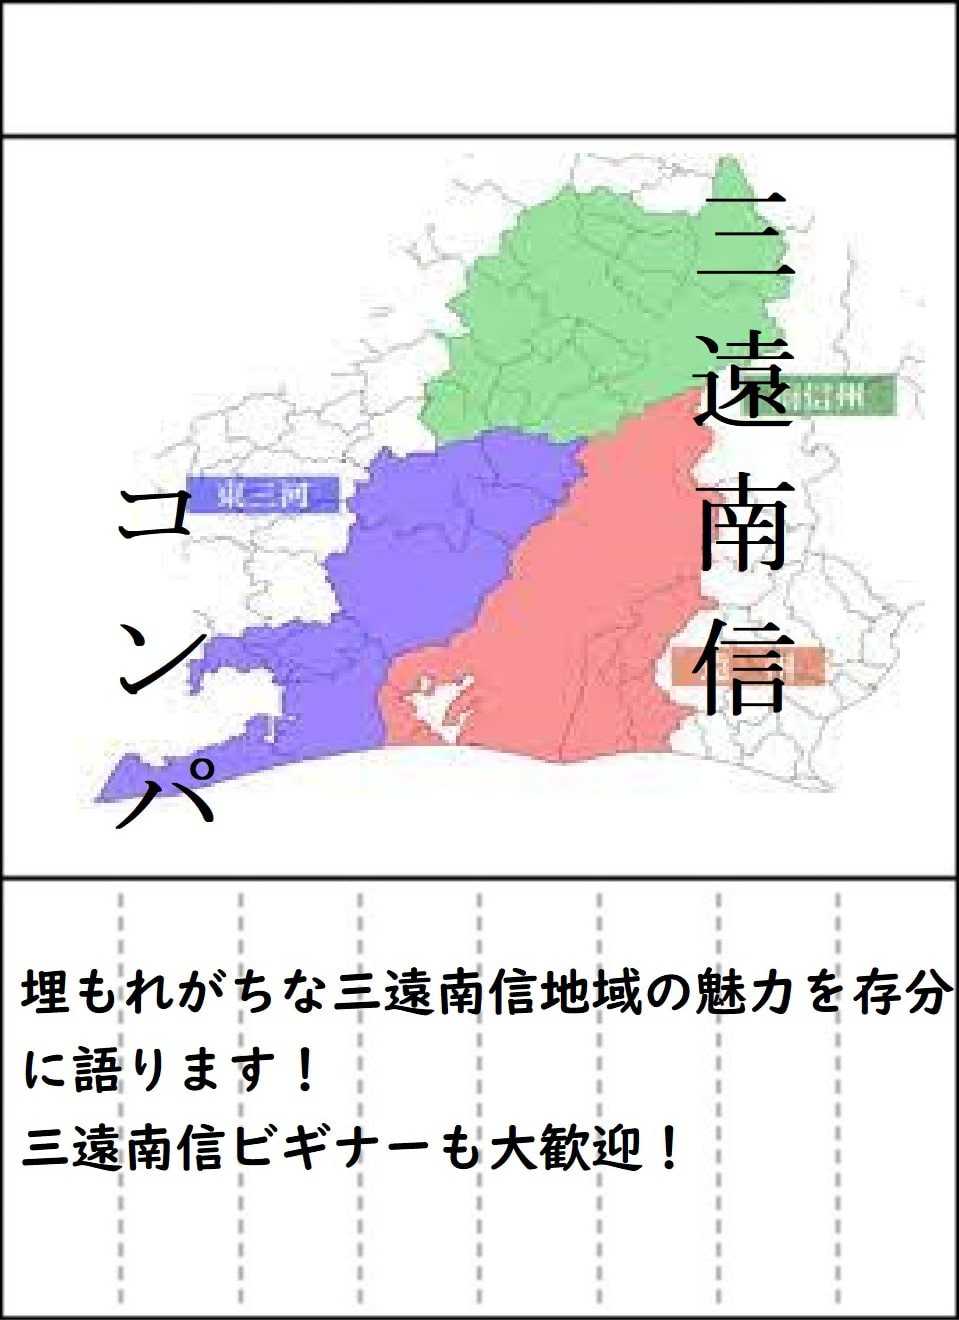 三遠南信
コンパ
南信州
東三河
埋もれがちな三遠南信地域の魅力を存分
に語ります！
三遠南信ビギナーも大歓迎！